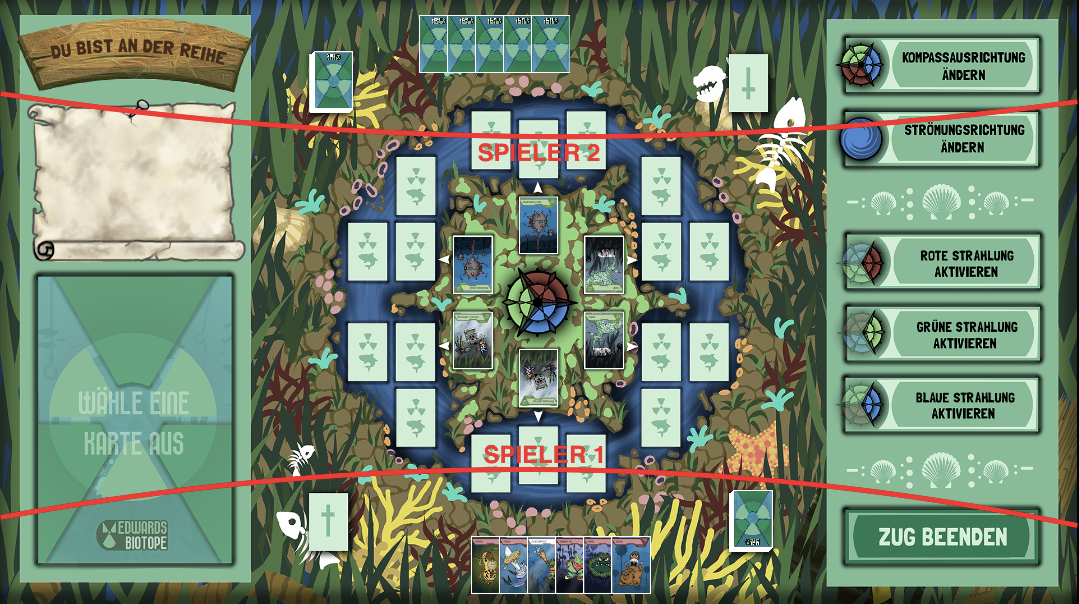 DU BIST AN DER REIHE
WÄHLE EINE
KARTE AUS
EDWARDS
BIOTOPE
SPIELER 2
SPIELER 1
KOMPASSAUSRICHTUNG
ÄNDERN
STRÖMUNGSRICHTUNG
ÄNDERN
ROTE STRAHLUNG
AKTIVIEREN
GRÜNE STRAHLUNG
AKTIVIEREN
BLAUE STRAHLUNG
AKTIVIEREN
ZUG BEENDEN